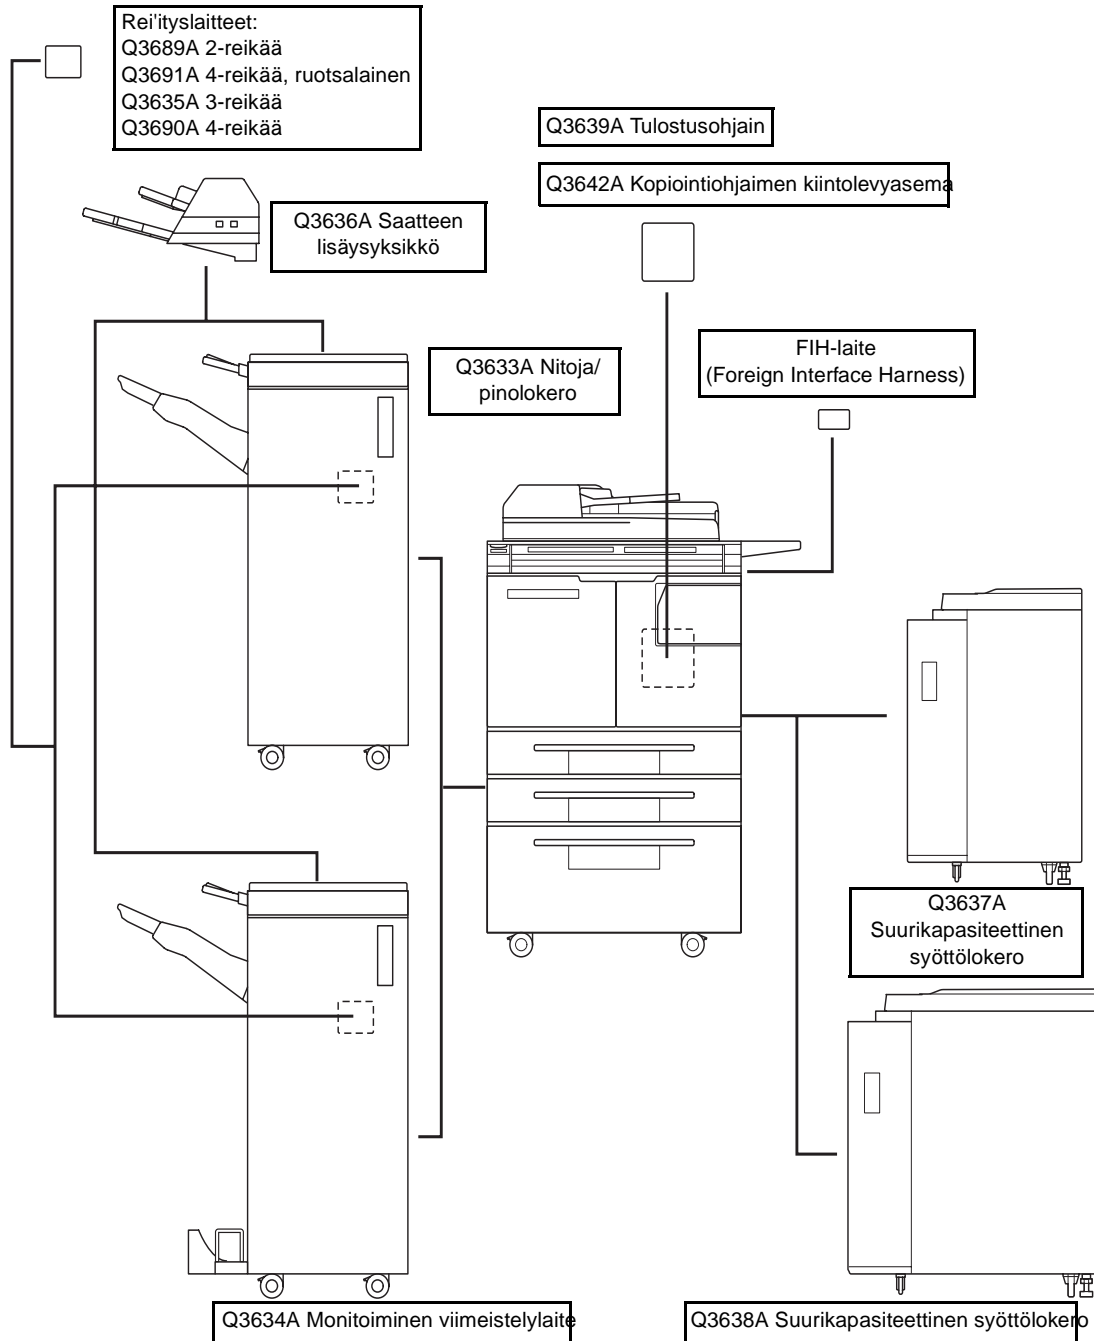 Rei'ityslaitteet:
Q3689A 2-reikää
Q3691A 4-reikää, ruotsalainen
Q3635A 3-reikää
Q3690A 4-reikää
Q3639A Tulostusohjain
Q3642A Kopiointiohjaimen kiintolevyasema
Q3636A Saatteen
lisäysyksikkö
Q3633A Nitoja/
pinolokero
FIH-laite
(Foreign Interface Harness)
Q3637A
Suurikapasiteettinen
syöttölokero
Q3634A Monitoiminen viimeistelylaite
Q3638A Suurikapasiteettinen syöttölokero